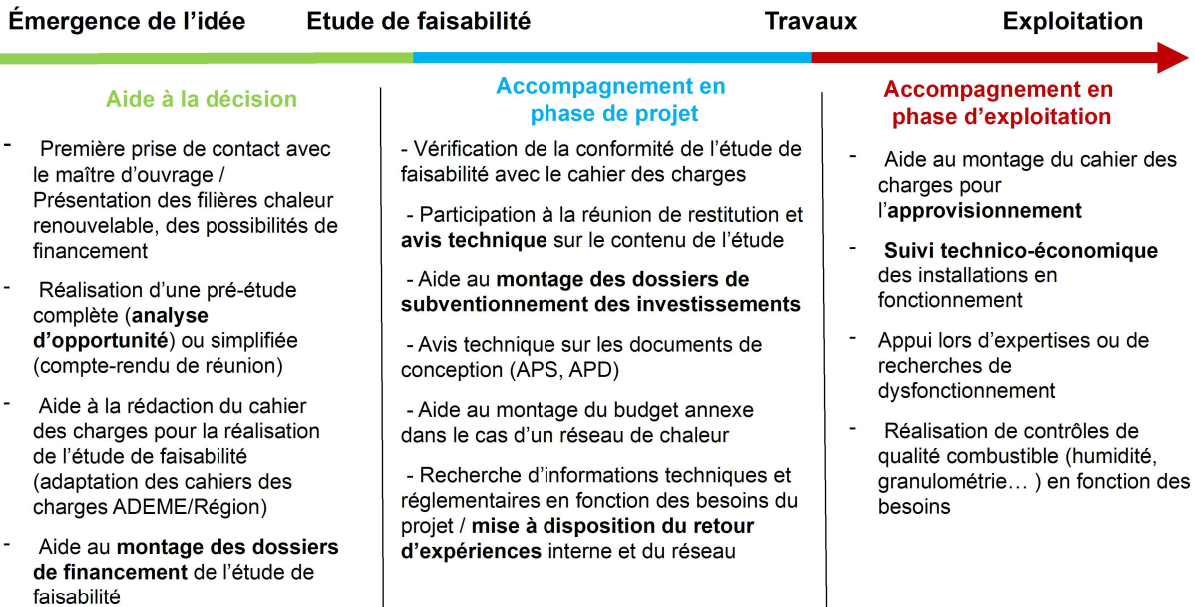 Émergence de l’idée Etude de faisabilité Travaux Exploitation
Aide à la décision
- Première prise de contact avec
le maître d’ouvrage /
Présentation des filières chaleur
renouvelable, des possibilités de
financement
- Réalisation d’une pré-étude
complète (analyse
d’opportunité) ou simplifiée
(compte-rendu de réunion)
- Aide à la rédaction du cahier
des charges pour la réalisation
de l’étude de faisabilité
(adaptation des cahiers des
charges ADEME/Région)
- Aide au montage des dossiers
de financement de l’étude de
faisabilité
Accompagnement en
phase de projet
- Vérification de la conformité de l’étude de
faisabilité avec le cahier des charges
- Participation à la réunion de restitution et
avis technique sur le contenu de l’étude
- Aide au montage des dossiers de
subventionnement des investissements
- Avis technique sur les documents de
conception (APS, APD)
- Aide au montage du budget annexe
dans le cas d’un réseau de chaleur
- Recherche d’informations techniques et
réglementaires en fonction des besoins du
projet / mise à disposition du retour
d’expériences interne et du réseau
Accompagnement en
phase d’exploitation
- Aide au montage du cahier des
charges pour
l’approvisionnement
- Suivi technico-économique
des installations en
fonctionnement
- Appui lors d’expertises ou de
recherches de
dysfonctionnement
- Réalisation de contrôles de
qualité combustible (humidité,
granulométrie… ) en fonction des
besoins